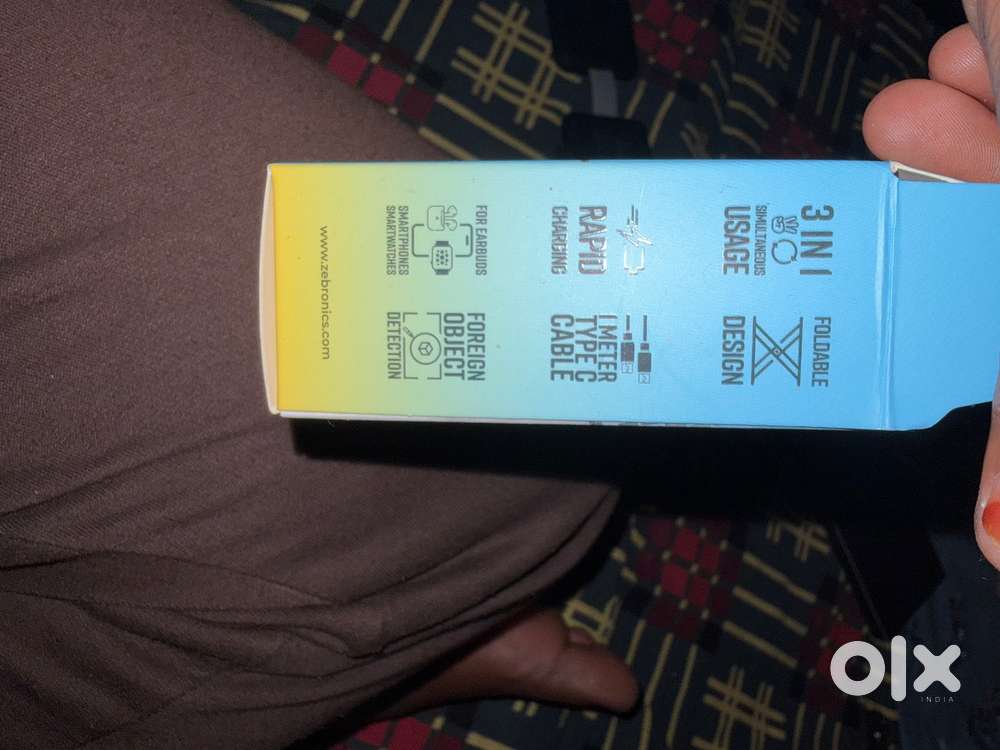 3 IN 1
SIMULTANEOUS
USAGE
FOLDABLE
DESIGN
RAPID
CHARGING
1 METER
TYPE C
CABLE
FOR EARBUDS
SMARTPHONES
SMARTWATCHES
FOREIGN
OBJECT
DETECTION
www.zebronics.com
olx
INDIA